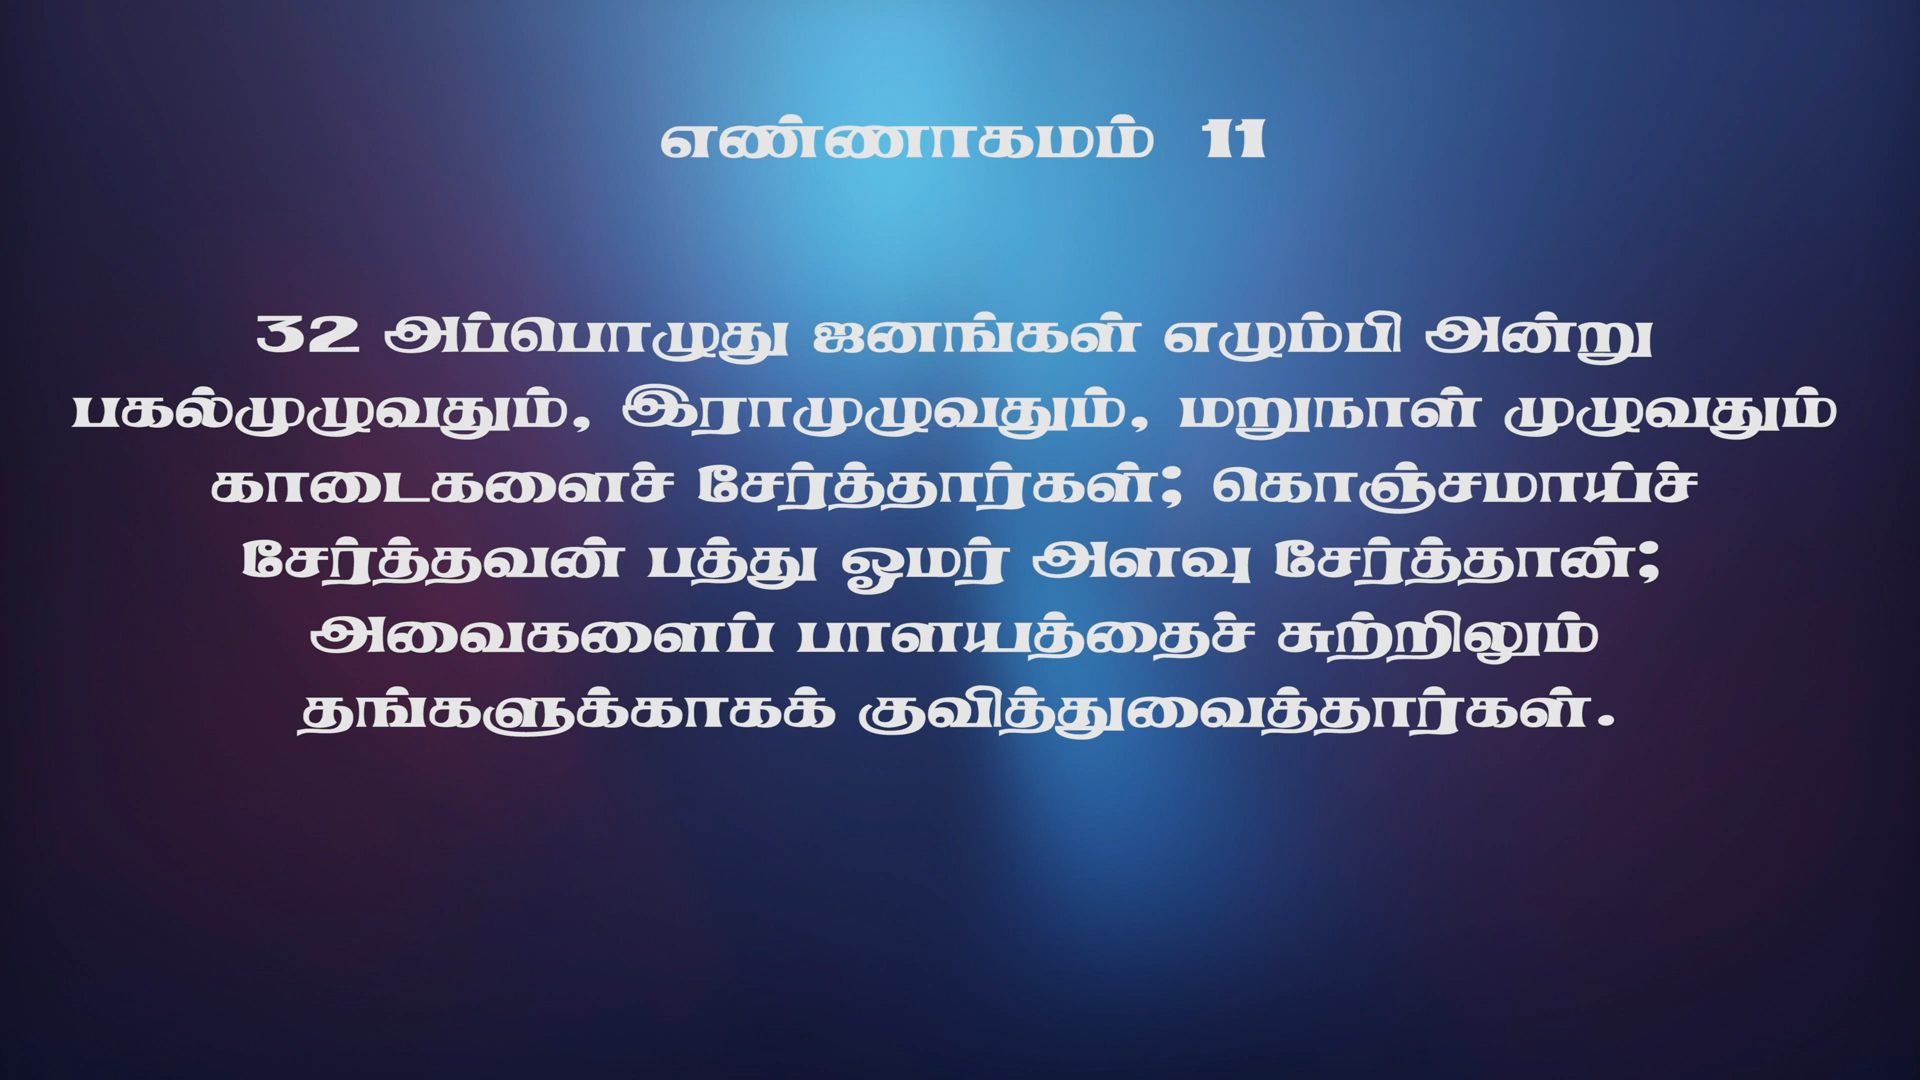 எண்ணாகமம் 11
32 அப்பொழுது ஜனங்கள் எழும்பி அன்று
பகல்முழுவதும், இராமுழுவதும், மறுநாள் முழுவதும்
காடைகளைச் சேர்த்தார்கள்; கொஞ்சமாய்ச்
சேர்த்தவன் பத்து ஓமர் அளவு சேர்த்தான்;
அவைகளைப் பாளயத்தைச் சுற்றிலும்
தங்களுக்காகக் குவித்துவைத்தார்கள்.